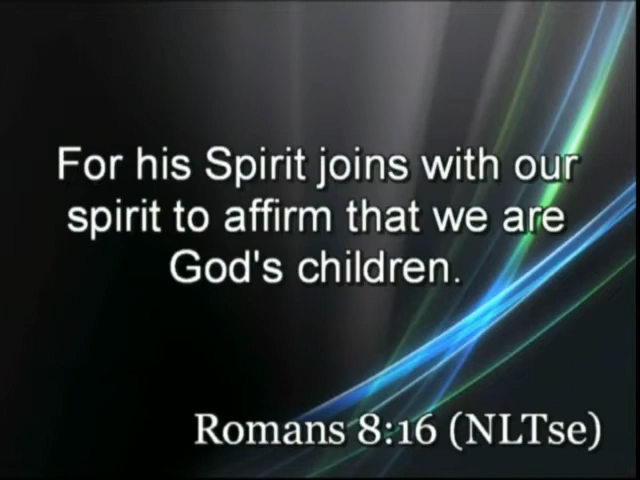 For his Spirit joins with our
spirit to affirm that we are
God's children.
Romans 8:16 (NLTse)